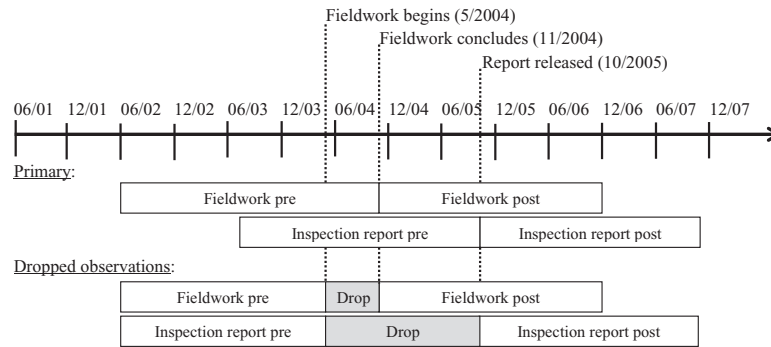 Fieldwork begins (5/2004)
Fieldwork concludes (11/2004)
Report released (10/2005)
06/01 12/01 06/02 12/02 06/03 12/03 06/04 12/04 06/05 12/05 06/06 12/06 06/07 12/07
Primary:
Fieldwork pre Fieldwork post
Inspection report pre Inspection report post
Dropped observations:
Fieldwork pre Drop Fieldwork post
Inspection report pre Drop Inspection report post